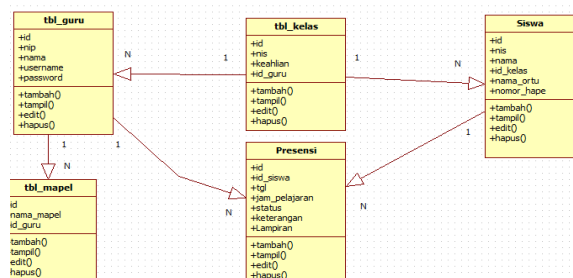 tbl_guru
+id
+nip
+nama
+username
+password
+tambah()
+tampil()
+edit()
+hapus()
N
1
tbl_kelas
+id
+nis
+keahlian
+id_guru
+tambah()
+tampil()
+edit()
+hapus()
1
N
Siswa
+id
+nis
+nama
+id_kelas
+nama_ortu
+nomor_hape
+tambah()
+tampil()
+edit()
+hapus()
1
N
1
1
tbl_mapel
id
nama_mapel
id_guru
tambah()
tampil()
edit()
hapus()
N
Presensi
+id
+id_siswa
+tgl
+jam_pelajaran
+status
+keterangan
+Lampiran
+tambah()
+tampil()
+edit()
+hapus()
N